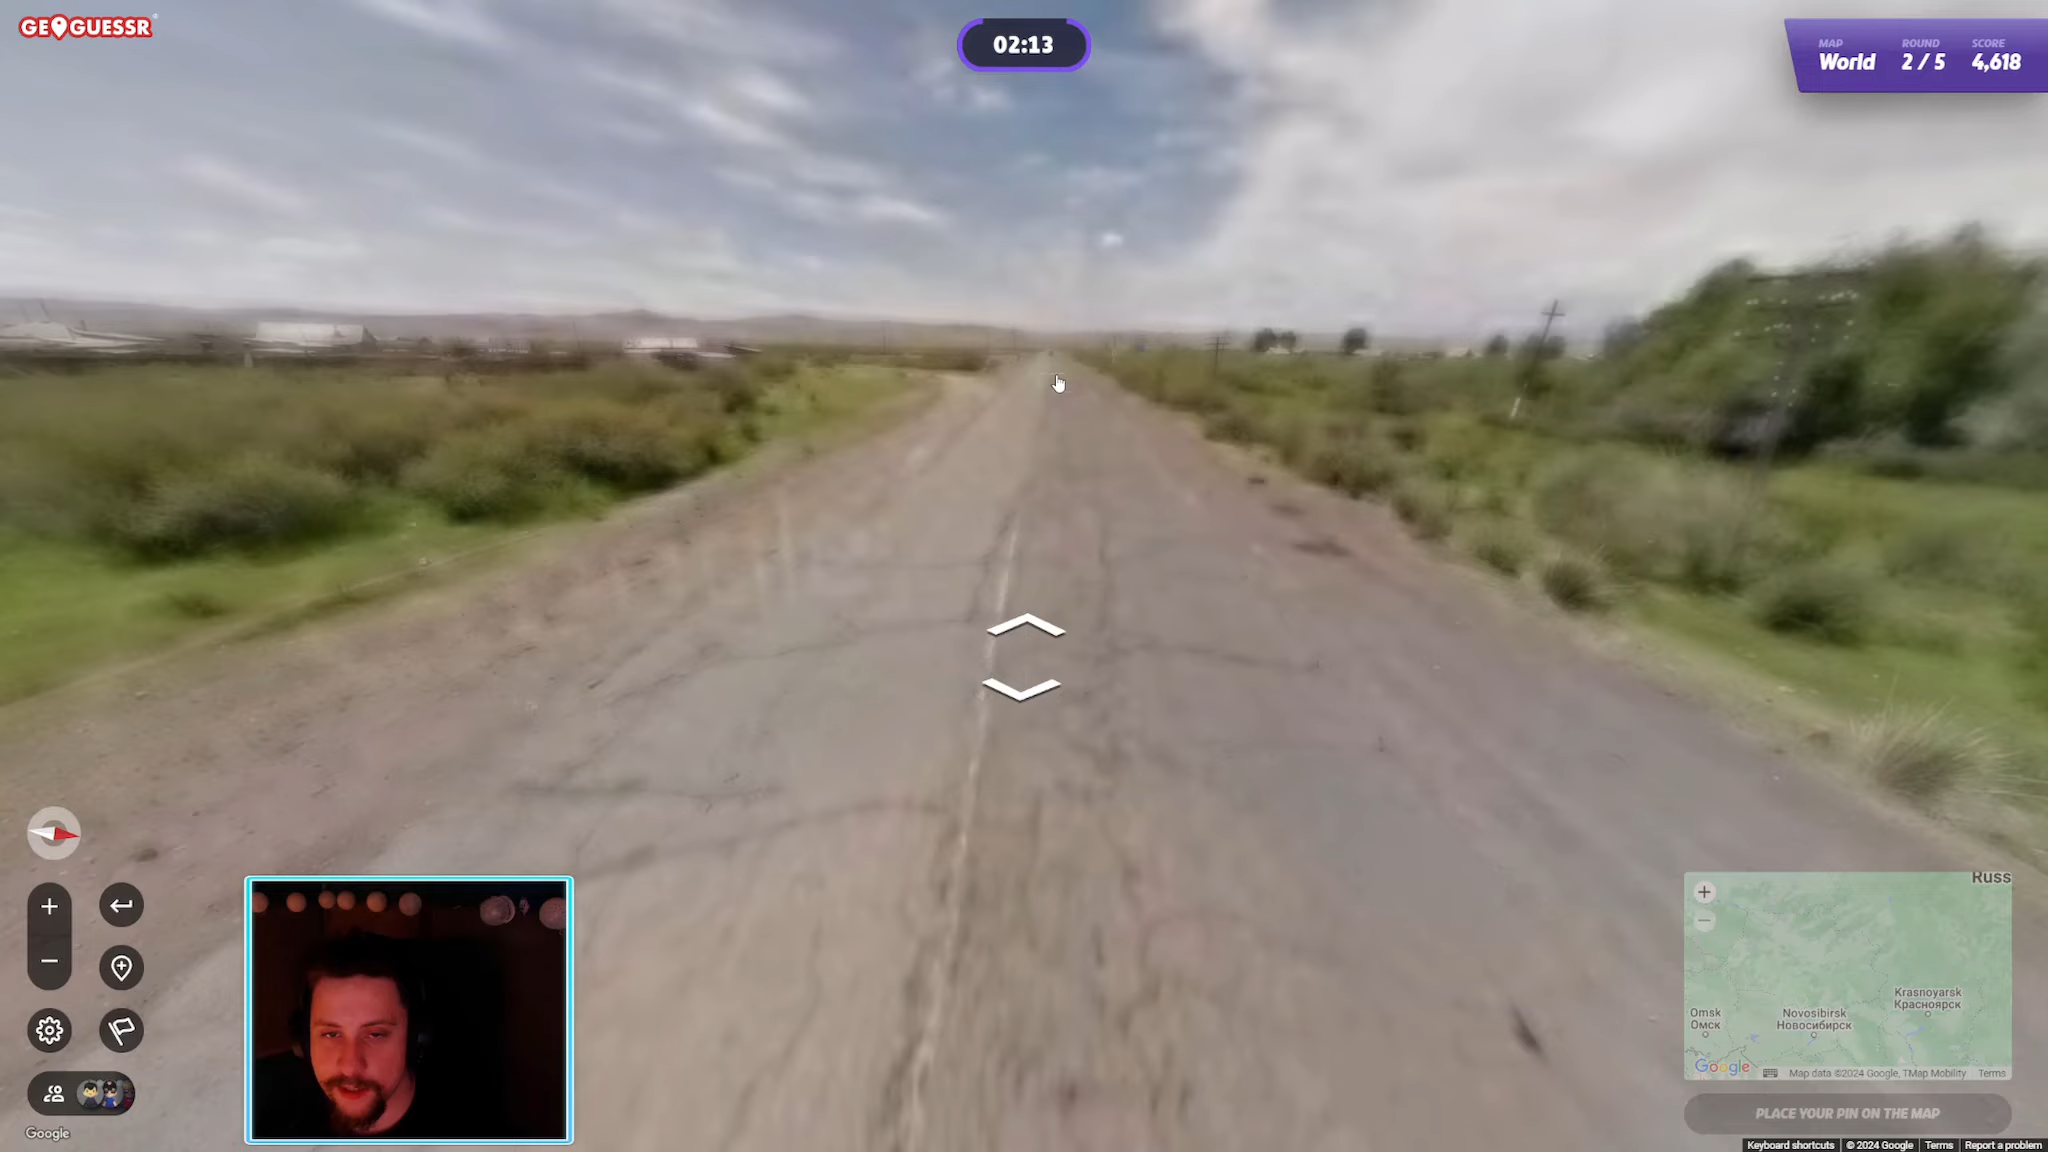 GEOGUESSR
02:13
MAP
World
ROUND
2 / 5
SCORE
4,618
Russ
Krasnoyarsk
Красноярск
Omsk
Омск
Novosibirsk
Новосибирск
Google
Map data ©2024 Google, TMap Mobility
Terms
PLACE YOUR PIN ON THE MAP
Google
Keyboard shortcuts
© 2024 Google
Terms
Report a problem